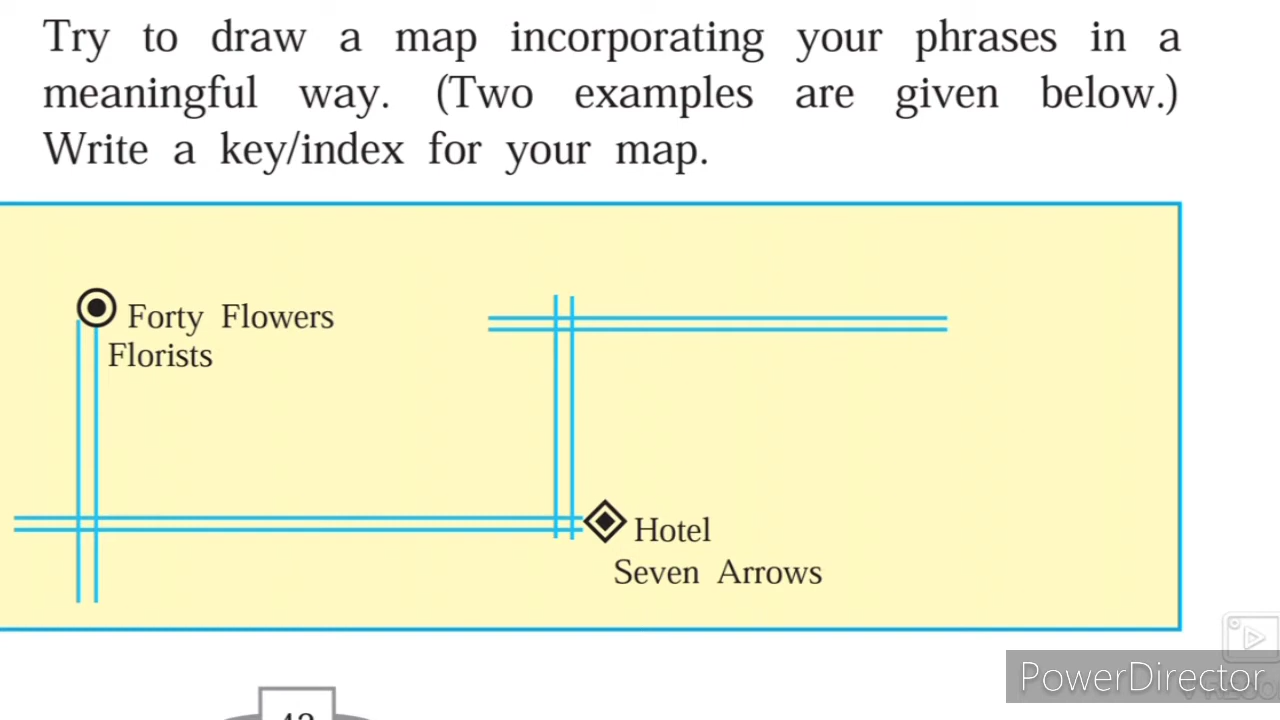 Try to draw a map incorporating your phrases in a
meaningful way. (Two examples are given below.)
Write a key/index for your map.
Forty Flowers
Florists
Hotel
Seven Arrows
PowerDirector